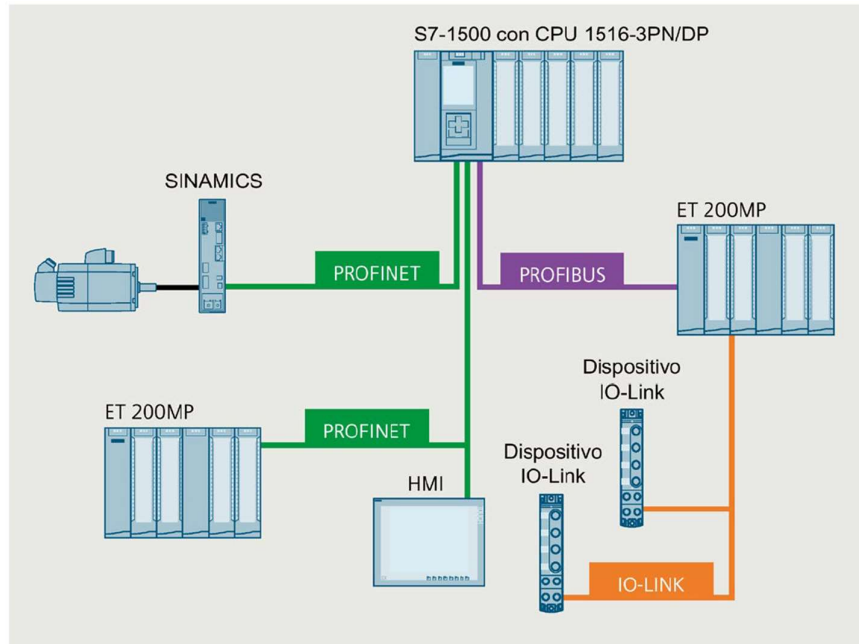 S7-1500 con CPU 1516-3PN/DP
SINAMICS
ET 200MP
PROFINET
PROFIBUS
Dispositivo
IO-Link
ET 200MP
PROFINET
Dispositivo
IO-Link
HMI
IO-LINK